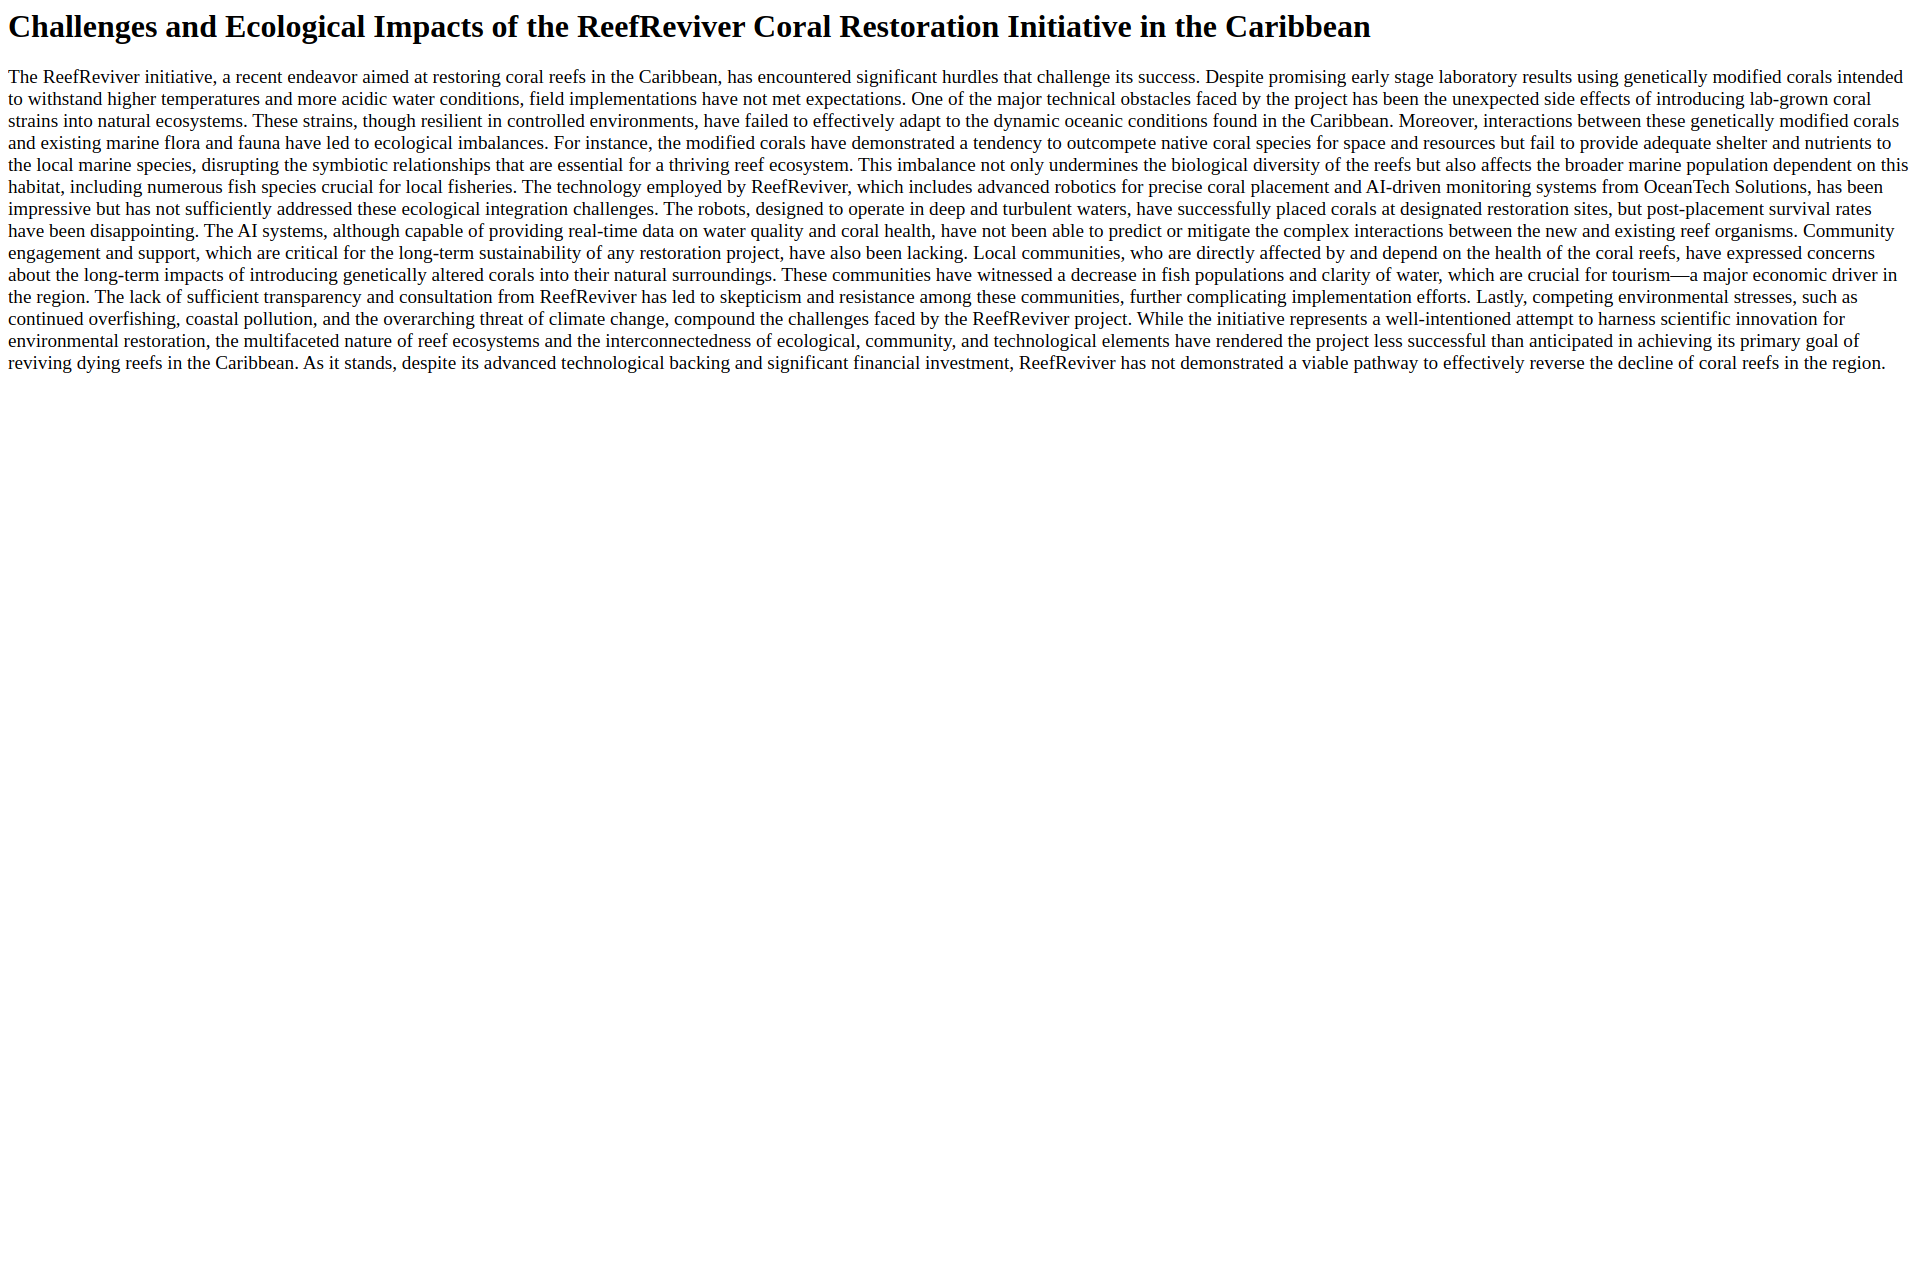 Challenges and Ecological Impacts of the ReefReviver Coral Restoration Initiative in the Caribbean
The ReefReviver initiative, a recent endeavor aimed at restoring coral reefs in the Caribbean, has encountered significant hurdles that challenge its success. Despite promising early stage laboratory results using genetically modified corals intended
to withstand higher temperatures and more acidic water conditions, field implementations have not met expectations. One of the major technical obstacles faced by the project has been the unexpected side effects of introducing lab-grown coral
strains into natural ecosystems. These strains, though resilient in controlled environments, have failed to effectively adapt to the dynamic oceanic conditions found in the Caribbean. Moreover, interactions between these genetically modified corals
and existing marine flora and fauna have led to ecological imbalances. For instance, the modified corals have demonstrated a tendency to outcompete native coral species for space and resources but fail to provide adequate shelter and nutrients to
the local marine species, disrupting the symbiotic relationships that are essential for a thriving reef ecosystem. This imbalance not only undermines the biological diversity of the reefs but also affects the broader marine population dependent on this
habitat, including numerous fish species crucial for local fisheries. The technology employed by ReefReviver, which includes advanced robotics for precise coral placement and AI-driven monitoring systems from OceanTech Solutions, has been
impressive but has not sufficiently addressed these ecological integration challenges. The robots, designed to operate in deep and turbulent waters, have successfully placed corals at designated restoration sites, but post-placement survival rates
have been disappointing. The AI systems, although capable of providing real-time data on water quality and coral health, have not been able to predict or mitigate the complex interactions between the new and existing reef organisms. Community
engagement and support, which are critical for the long-term sustainability of any restoration project, have also been lacking. Local communities, who are directly affected by and depend on the health of the coral reefs, have expressed concerns
about the long-term impacts of introducing genetically altered corals into their natural surroundings. These communities have witnessed a decrease in fish populations and clarity of water, which are crucial for tourism—a major economic driver in
the region. The lack of sufficient transparency and consultation from ReefReviver has led to skepticism and resistance among these communities, further complicating implementation efforts. Lastly, competing environmental stresses, such as
continued overfishing, coastal pollution, and the overarching threat of climate change, compound the challenges faced by the ReefReviver project. While the initiative represents a well-intentioned attempt to harness scientific innovation for
environmental restoration, the multifaceted nature of reef ecosystems and the interconnectedness of ecological, community, and technological elements have rendered the project less successful than anticipated in achieving its primary goal of
reviving dying reefs in the Caribbean. As it stands, despite its advanced technological backing and significant financial investment, ReefReviver has not demonstrated a viable pathway to effectively reverse the decline of coral reefs in the region.